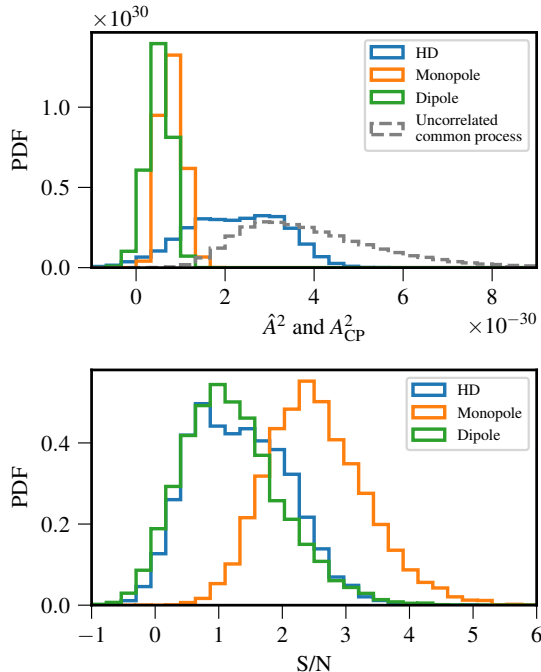 ×10^30
HD
Monopole
Dipole
Uncorrelated
common process
PDF
1.0
0.5
0.0
0 2 4 6 8
Â² and A²_CP
×10^−30
HD
Monopole
Dipole
PDF
0.4
0.2
0.0
−1 0 1 2 3 4 5 6
S/N